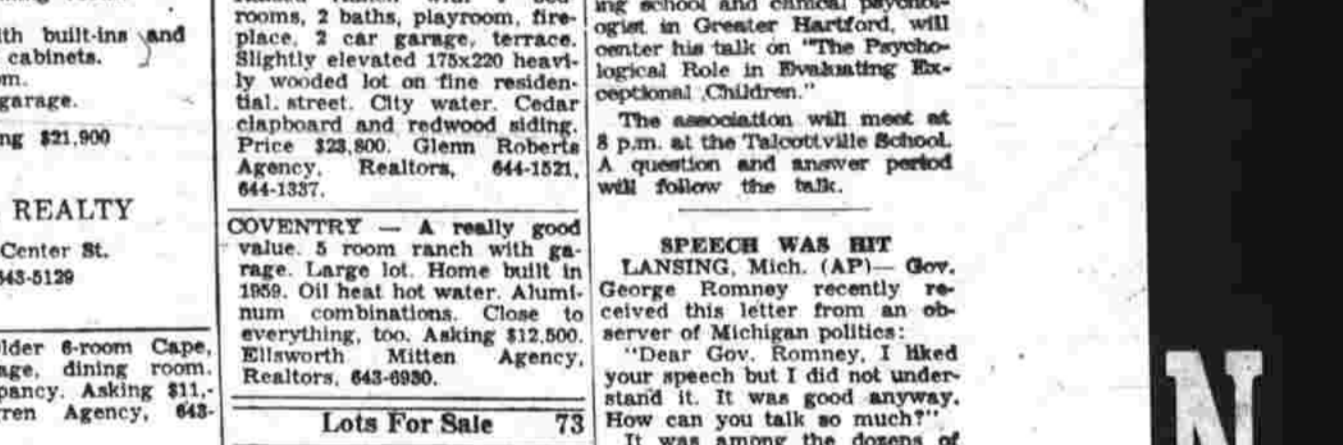 ith built-ins and
cabinets.
om.
garage.
ng $21,900
REALTY
Center St.
643-5129
lder 6-room Cape,
age, dining room.
pancy. Asking $11,-
ren Agency, 643-
rooms, 2 baths, playroom, fire-
place, 2 car garage, terrace.
Slightly elevated 175x220 heavi-
ly wooded lot on fine residen-
tial. street. City water. Cedar
clapboard and redwood siding.
Price $23,800. Glenn Roberts
Agency, Realtors, 644-1521,
644-1337.
COVENTRY — A really good
value. 5 room ranch with ga-
rage. Large lot. Home built in
1959. Oil heat hot water. Alumi-
num combinations. Close to
everything, too. Asking $12,500.
Ellsworth Mitten Agency,
Realtors, 643-6930.
Lots For Sale 73
ing school and clinical psychol-
ogist in Greater Hartford, will
center his talk on "The Psycho-
logical Role in Evaluating Ex-
ceptional Children."
The association will meet at
8 p.m. at the Talcottville School.
A question and answer period
will follow the talk.
SPEECH WAS HIT
LANSING, Mich. (AP)— Gov.
George Romney recently re-
ceived this letter from an ob-
server of Michigan politics:
"Dear Gov. Romney, I liked
your speech but I did not under-
stand it. It was good anyway.
How can you talk so much?"
It was among the dozens of
N